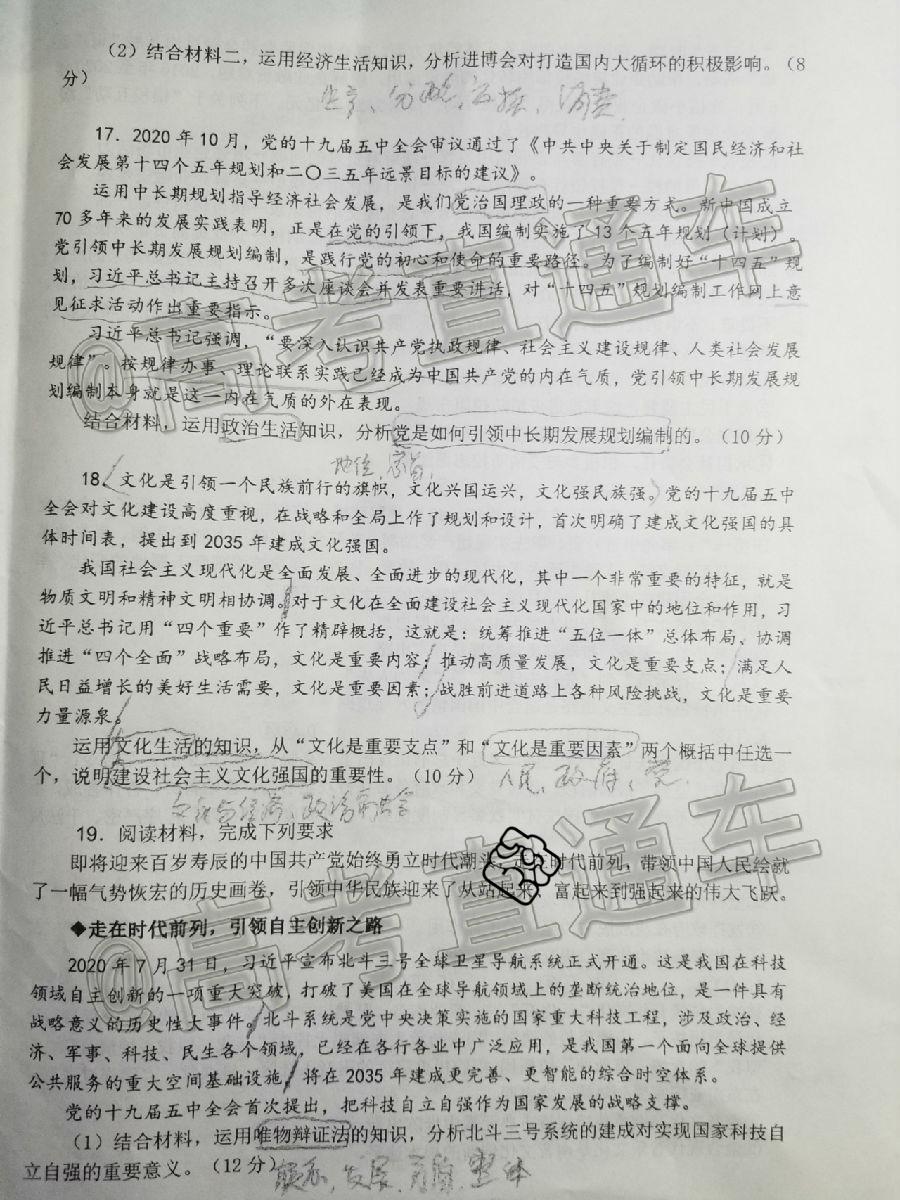 （2）结合材料二，运用经济生活知识，分析进博会对打造国内大循环的积极影响。（8
分）
生产、分配、交换、消费
17．2020年10月，党的十九届五中全会审议通过了《中共中央关于制定国民经济和社
会发展第十四个五年规划和二〇三五年远景目标的建议》。
运用中长期规划指导经济社会发展，是我们党治国理政的一种重要方式。新中国成立
70多年来的发展实践表明，正是在党的引领下，我国编制实施了13个五年规划（计划）。
党引领中长期发展规划编制，是践行党的初心和使命的重要路径。为了编制好“十四五”规
划，习近平总书记主持召开多次座谈会并发表重要讲话，对“十四五”规划编制工作网上意
见征求活动作出重要指示。
习近平总书记强调，“要深入认识共产党执政规律、社会主义建设规律、人类社会发展
规律”。按规律办事、理论联系实践已经成为中国共产党的内在气质，党引领中长期发展规
划编制本身就是这一内在气质的外在表现。
结合材料，运用政治生活知识，分析党是如何引领中长期发展规划编制的。（10分）
地位
18．文化是引领一个民族前行的旗帜，文化兴国运兴，文化强民族强。党的十九届五中
全会对文化建设高度重视，在战略和全局上作了规划和设计，首次明确了建成文化强国的具
体时间表，提出到2035年建成文化强国。
我国社会主义现代化是全面发展、全面进步的现代化，其中一个非常重要的特征，就是
物质文明和精神文明相协调。对于文化在全面建设社会主义现代化国家中的地位和作用，习
近平总书记用“四个重要”作了精辟概括，这就是：统筹推进“五位一体”总体布局、协调
推进“四个全面”战略布局，文化是重要内容；推动高质量发展，文化是重要支点；满足人
民日益增长的美好生活需要，文化是重要因素；战胜前进道路上各种风险挑战，文化是重要
力量源泉。
运用文化生活的知识，从“文化是重要支点”和“文化是重要因素”两个概括中任选一
个，说明建设社会主义文化强国的重要性。（10分）
人民，政府，党
文化与经济、政治
19．阅读材料，完成下列要求
即将迎来百岁寿辰的中国共产党始终勇立时代潮头，走在时代前列，带领中国人民绘就
了一幅气势恢宏的历史画卷，引领中华民族迎来了从站起来、富起来到强起来的伟大飞跃。
◆走在时代前列，引领自主创新之路
2020年7月31日，习近平宣布北斗三号全球卫星导航系统正式开通。这是我国在科技
领域自主创新的一项重大突破，打破了美国在全球导航领域上的垄断统治地位，是一件具有
战略意义的历史性大事件。北斗系统是党中央决策实施的国家重大科技工程，涉及政治、经
济、军事、科技、民生各个领域，已经在各行各业中广泛应用，是我国第一个面向全球提供
公共服务的重大空间基础设施，将在2035年建成更完善、更智能的综合时空体系。
党的十九届五中全会首次提出，把科技自立自强作为国家发展的战略支撑。
（1）结合材料，运用唯物辩证法的知识，分析北斗三号系统的建成对实现国家科技自
立自强的重要意义。（12分）
联系，发展，矛盾，整体
@高考直通车
@高考直通车